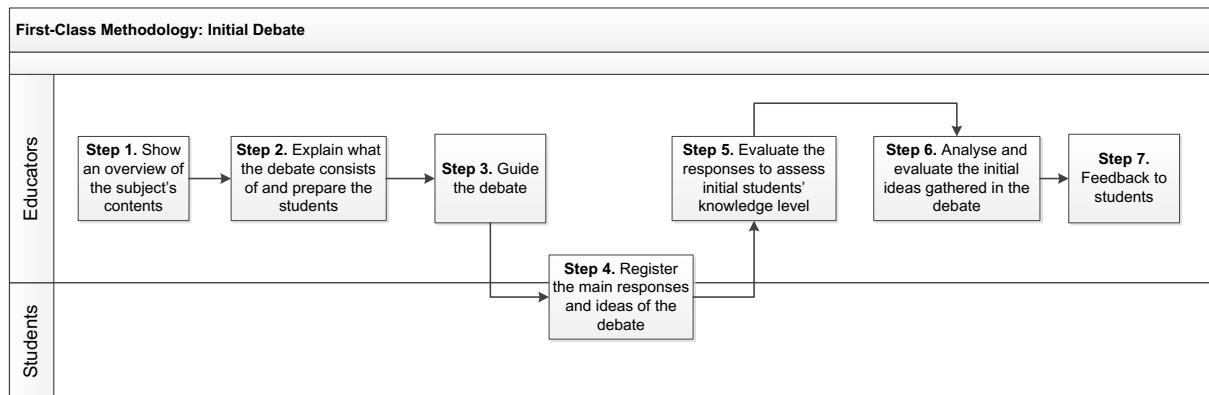 First-Class Methodology: Initial Debate
Educators
Step 1. Show
an overview of
the subject's
contents
Step 2. Explain what
the debate consists
of and prepare the
students
Step 3. Guide
the debate
Step 4. Register
the main responses
and ideas of the
debate
Step 5. Evaluate the
responses to assess
initial students'
knowledge level
Step 6. Analyse and
evaluate the initial
ideas gathered in the
debate
Step 7.
Feedback to
students
Students